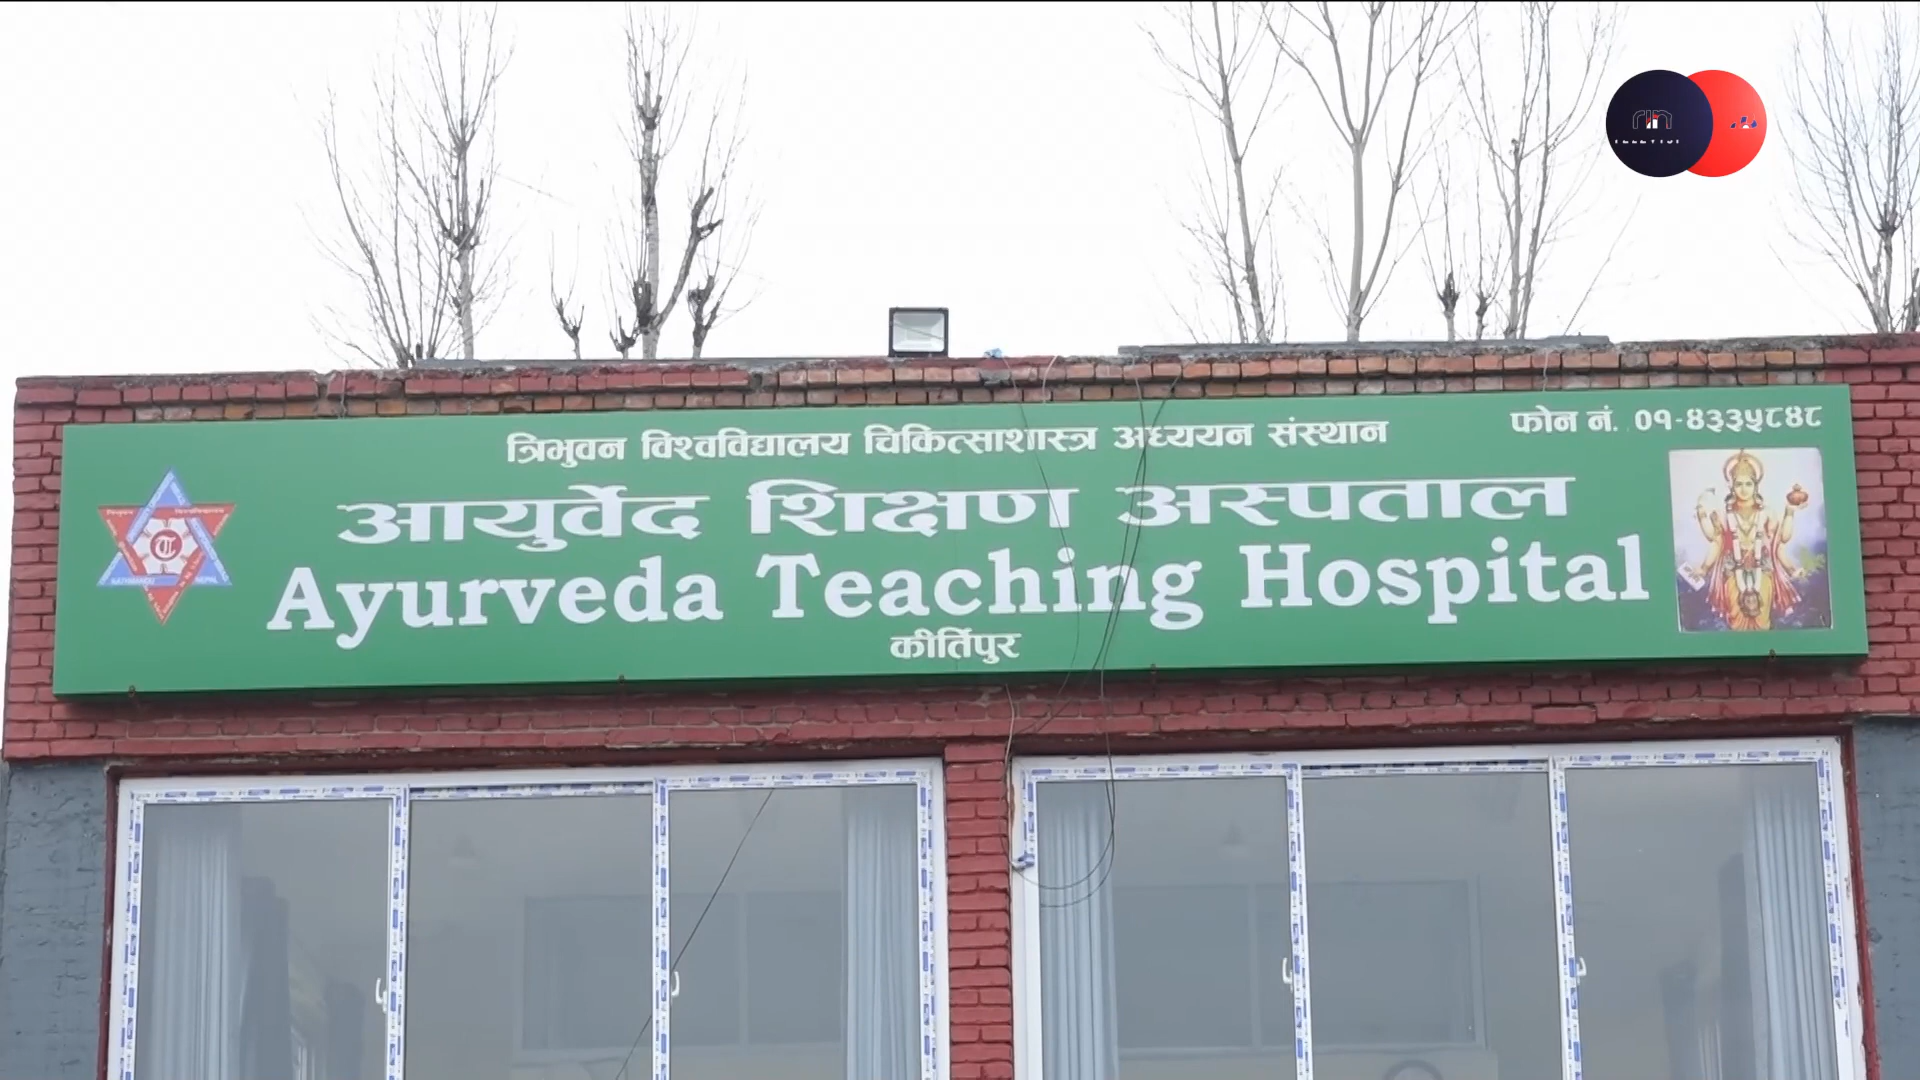 त्रिभुवन विश्वविद्यालय चिकित्साशास्त्र अध्ययन संस्थान
फोन नं. ०१-४३३५८४८
आयुर्वेद शिक्षण अस्पताल
Ayurveda Teaching Hospital
कीर्तिपुर